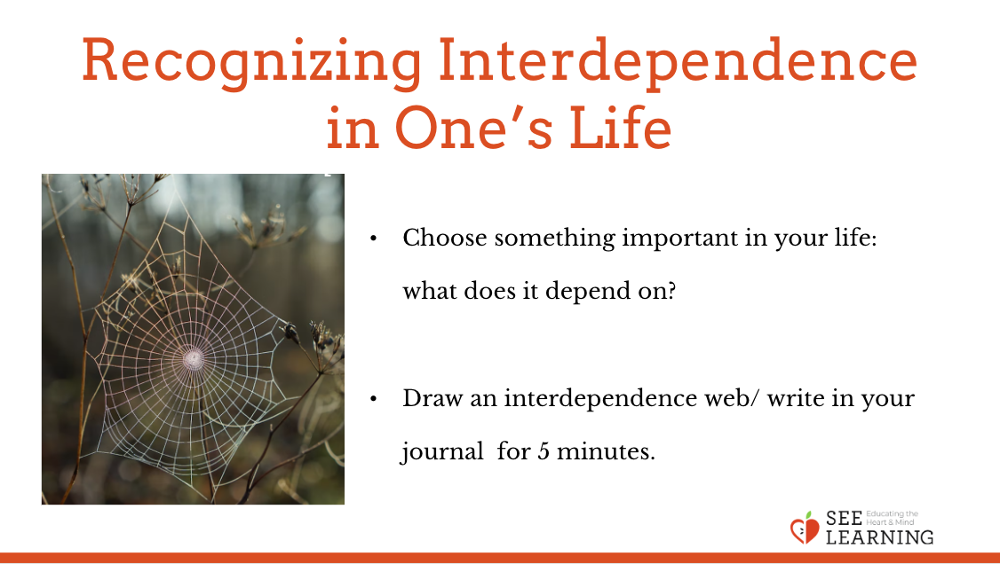 Recognizing Interdependence
in One’s Life
• Choose something important in your life:
what does it depend on?
• Draw an interdependence web/ write in your
journal  for 5 minutes.
SEE Educating the
Heart & Mind
LEARNING